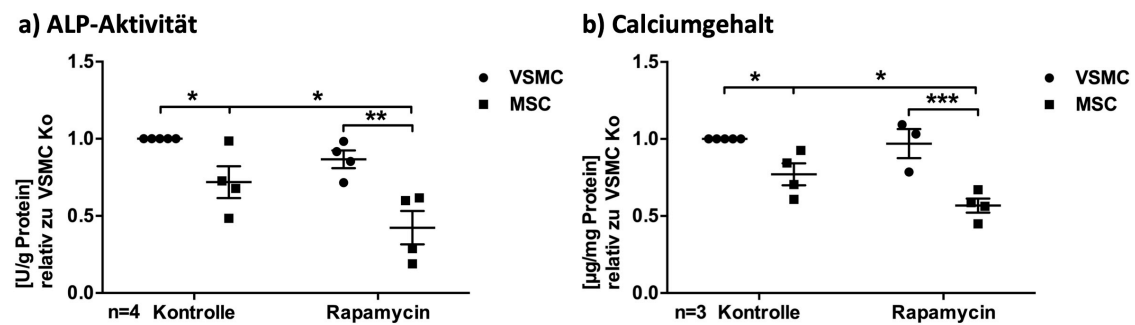 a) ALP-Aktivität
1.5
1.0
0.5
0.0
[U/g Protein]
relativ zu VSMC Ko
*
*
**
VSMC
MSC
n=4 Kontrolle
Rapamycin
b) Calciumgehalt
1.5
1.0
0.5
0.0
[µg/mg Protein]
relativ zu VSMC Ko
*
*
***
VSMC
MSC
n=3 Kontrolle
Rapamycin